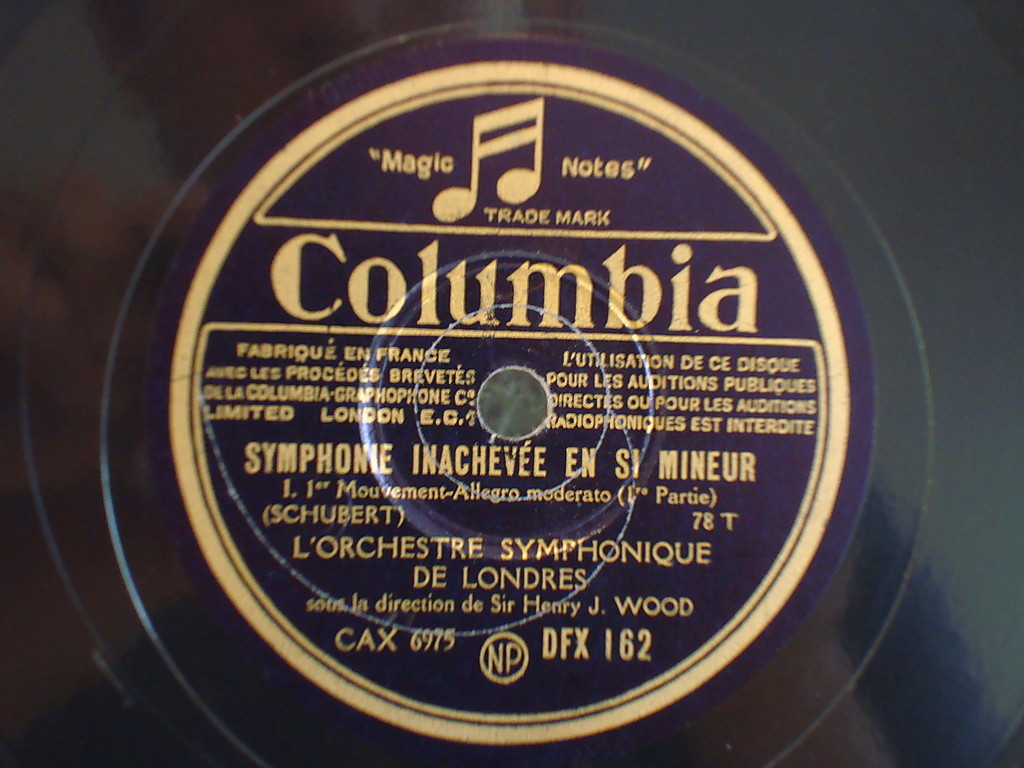 "Magic Notes"
TRADE MARK
Columbia
FABRIQUÉ EN FRANCE
AVEC LES PROCÉDÉS BREVETÉS
DE LA COLUMBIA-GRAPHOPHONE Cº
LIMITED LONDON E.C.1
L'UTILISATION DE CE DISQUE
POUR LES AUDITIONS PUBLIQUES
DIRECTES OU POUR LES AUDITIONS
RADIOPHONIQUES EST INTERDITE
SYMPHONIE INACHEVÉE EN SI MINEUR
1. 1er Mouvement-Allegro moderato (1re Partie)
(SCHUBERT) 78 T
L'ORCHESTRE SYMPHONIQUE
DE LONDRES
sous la direction de Sir Henry J. WOOD
CAX 6975 NP DFX 162